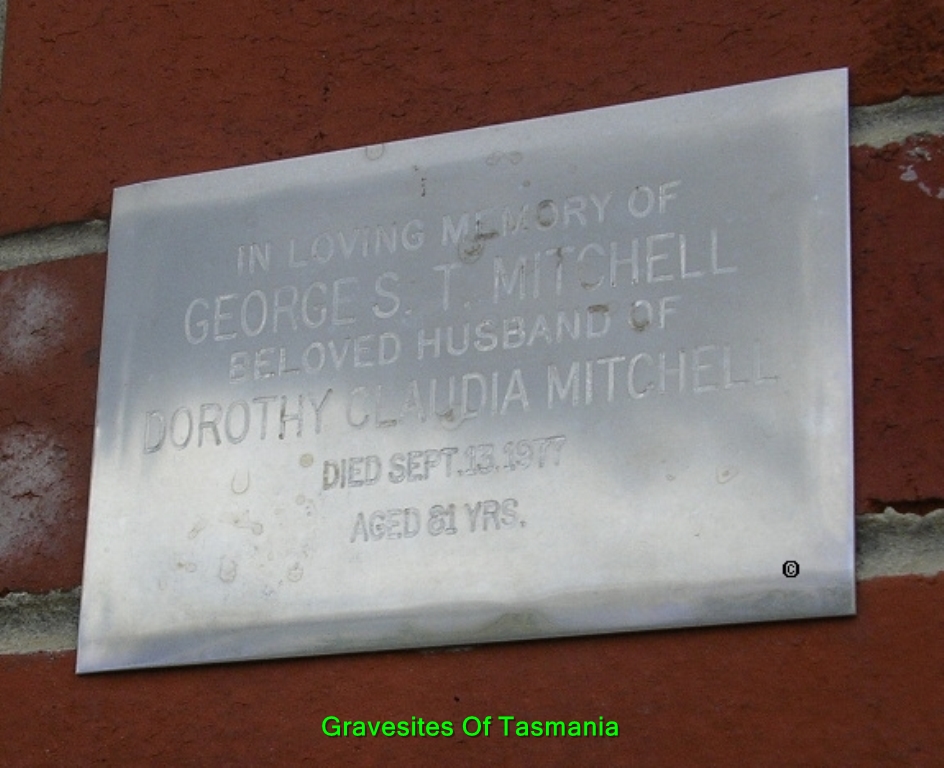 IN LOVING MEMORY OF
GEORGE S. T. MITCHELL
BELOVED HUSBAND OF
DOROTHY CLAUDIA MITCHELL
DIED SEPT.13.1977
AGED 81 YRS.
©
Gravesites Of Tasmania